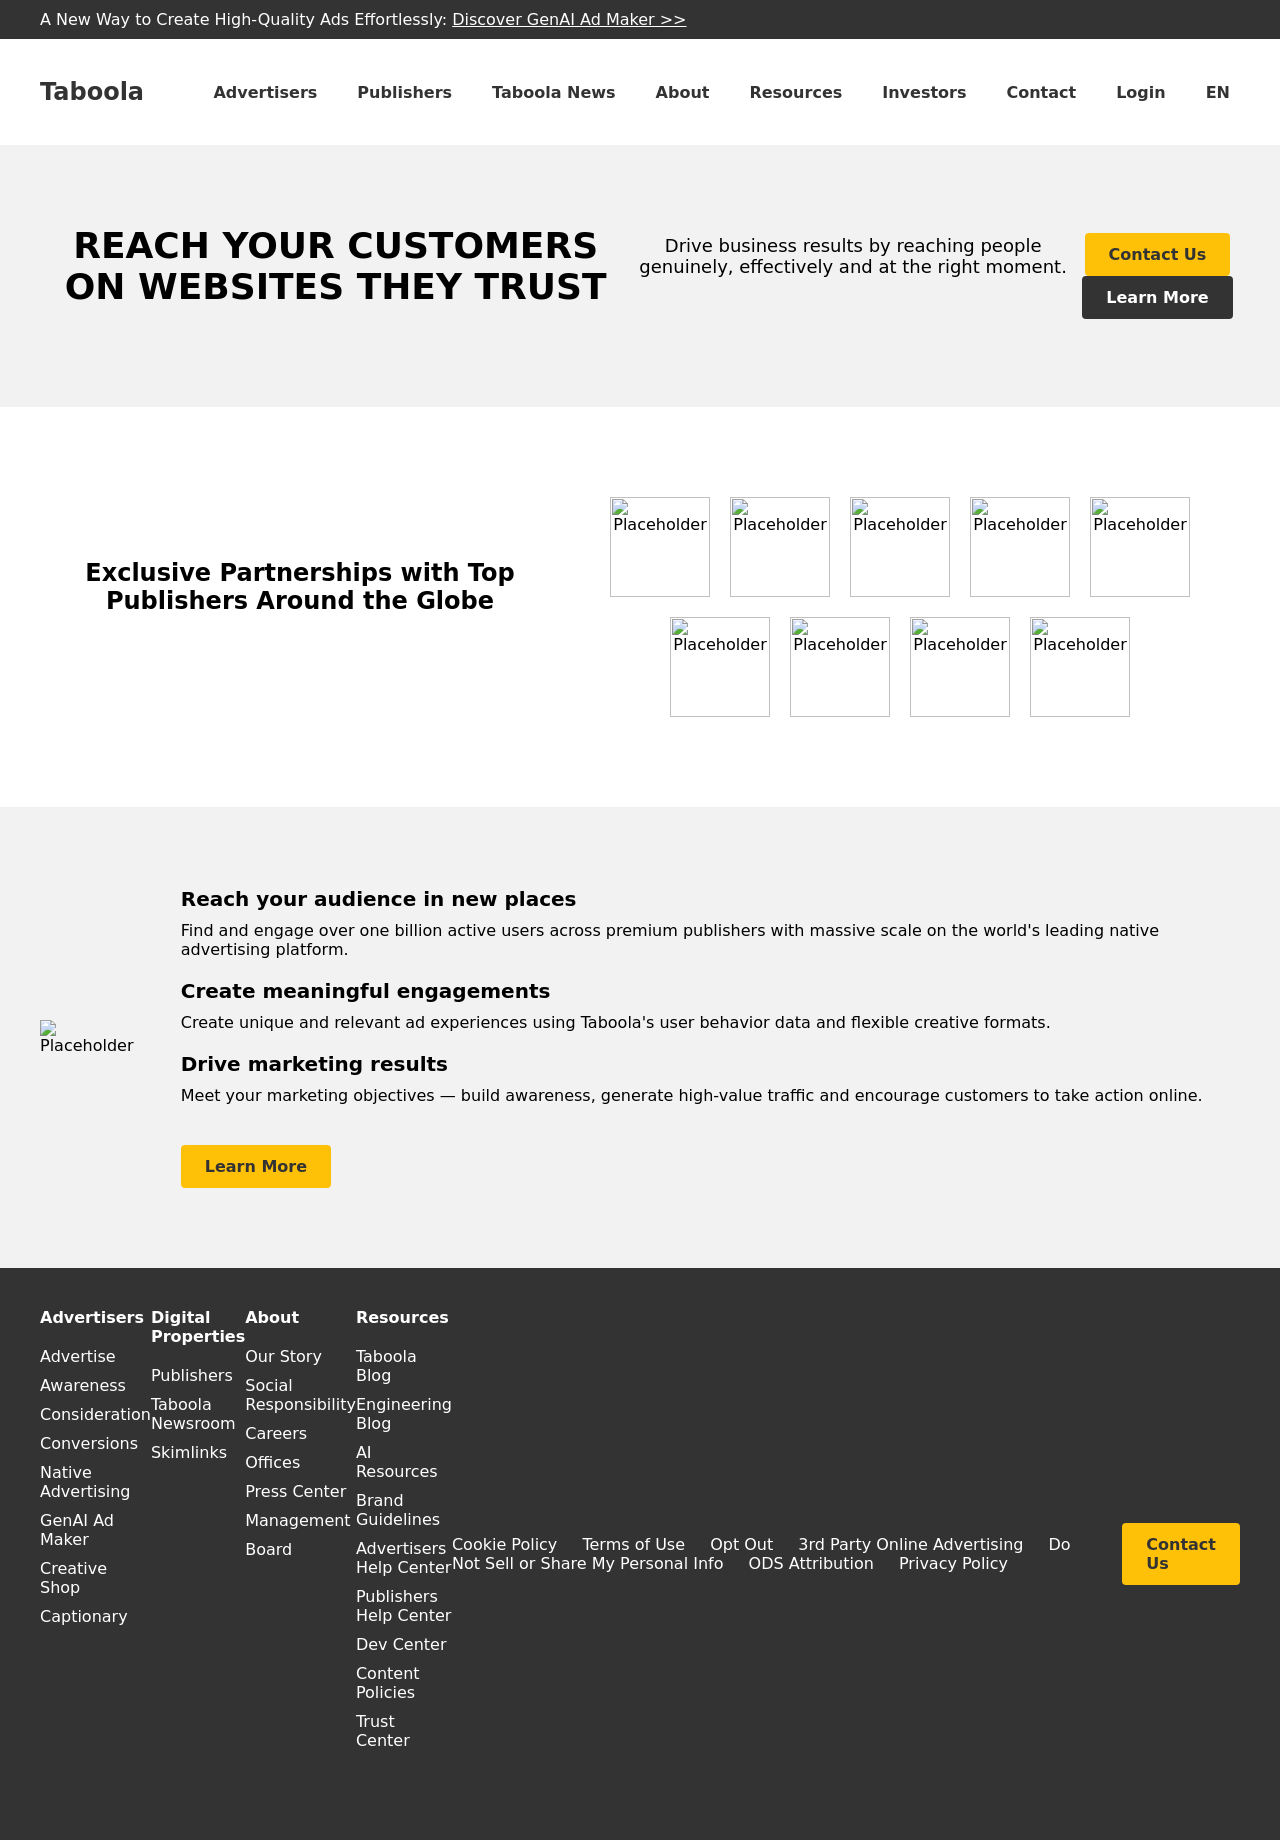 A New Way to Create High-Quality Ads Effortlessly: Discover GenAI Ad Maker >>
Taboola
Advertisers
Publishers
Taboola News
About
Resources
Investors
Contact
Login
EN
REACH YOUR CUSTOMERS
ON WEBSITES THEY TRUST
Drive business results by reaching people
genuinely, effectively and at the right moment.
Contact Us
Learn More
Exclusive Partnerships with Top
Publishers Around the Globe
Placeholder
Placeholder
Placeholder
Placeholder
Placeholder
Placeholder
Placeholder
Placeholder
Placeholder
Placeholder
Reach your audience in new places
Find and engage over one billion active users across premium publishers with massive scale on the world's leading native
advertising platform.
Create meaningful engagements
Create unique and relevant ad experiences using Taboola's user behavior data and flexible creative formats.
Drive marketing results
Meet your marketing objectives — build awareness, generate high-value traffic and encourage customers to take action online.
Learn More
Advertisers
Advertise
Awareness
Consideration
Conversions
Native
Advertising
GenAI Ad
Maker
Creative
Shop
Captionary
Digital
Properties
Publishers
Taboola
Newsroom
Skimlinks
About
Our Story
Social
Responsibility
Careers
Offices
Press Center
Management
Board
Resources
Taboola
Blog
Engineering
Blog
AI
Resources
Brand
Guidelines
Advertisers
Help Center
Publishers
Help Center
Dev Center
Content
Policies
Trust
Center
Cookie Policy Terms of Use Opt Out 3rd Party Online Advertising Do
Not Sell or Share My Personal Info ODS Attribution Privacy Policy
Contact
Us